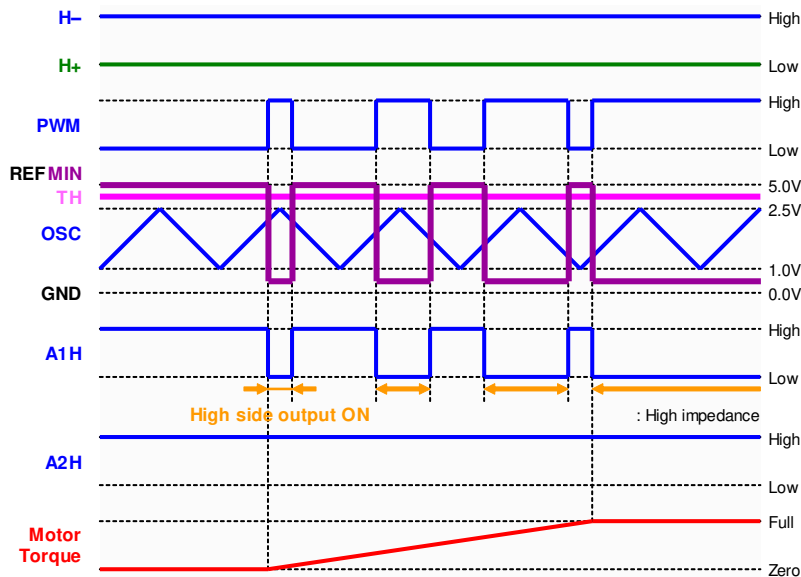 H– High
H+ Low
High
PWM
Low
REF MIN 5.0V
TH
2.5V
OSC
1.0V
GND 0.0V
High
A1H
Low
High side output ON : High impedance
High
A2H
Low
Full
Motor
Torque
Zero